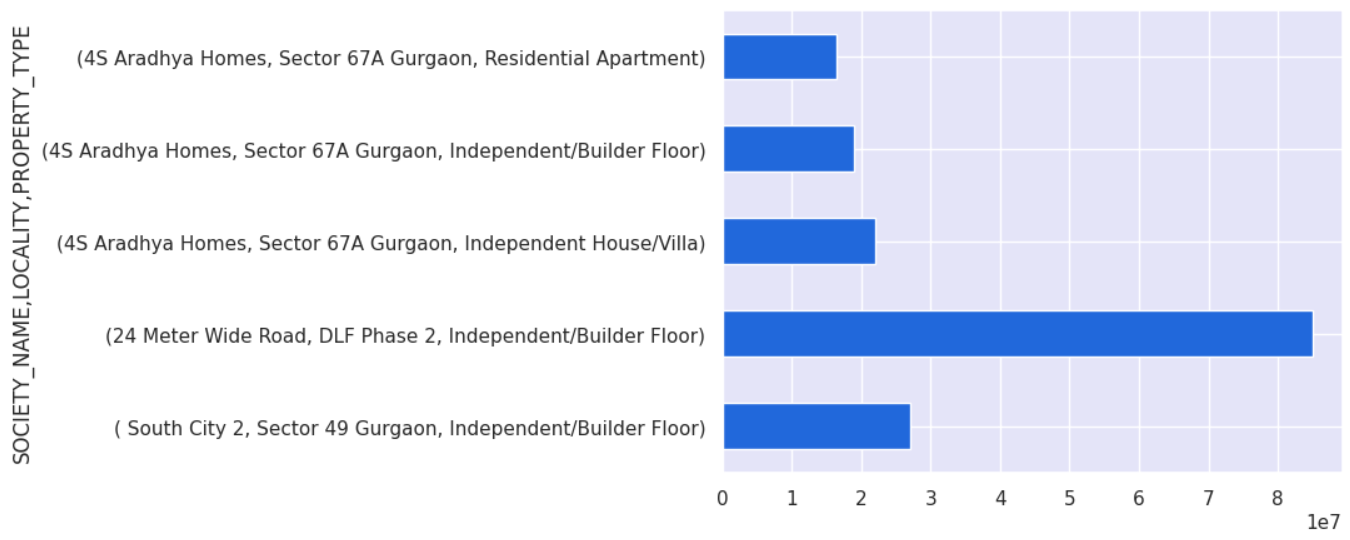 SOCIETY_NAME,LOCALITY,PROPERTY_TYPE
(4S Aradhya Homes, Sector 67A Gurgaon, Residential Apartment)
(4S Aradhya Homes, Sector 67A Gurgaon, Independent/Builder Floor)
(4S Aradhya Homes, Sector 67A Gurgaon, Independent House/Villa)
(24 Meter Wide Road, DLF Phase 2, Independent/Builder Floor)
( South City 2, Sector 49 Gurgaon, Independent/Builder Floor)
0 1 2 3 4 5 6 7 8
1e7